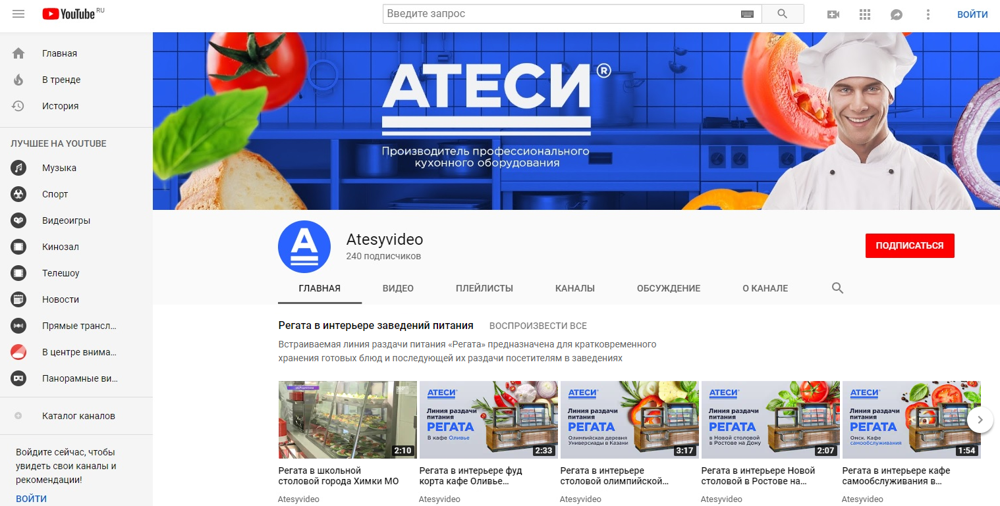 YouTube RU
Введите запрос
ВОЙТИ
Главная
В тренде
История
ЛУЧШЕЕ НА YOUTUBE
Музыка
Спорт
Видеоигры
Кинозал
Телешоу
Новости
Прямые трансл...
В центре внима...
Панорамные ви...
Каталог каналов
Войдите сейчас, чтобы
увидеть свои каналы и
рекомендации!
ВОЙТИ
АТЕСИ®
Производитель профессионального
кухонного оборудования
Atesyvideo
240 подписчиков
ПОДПИСАТЬСЯ
ГЛАВНАЯ ВИДЕО ПЛЕЙЛИСТЫ КАНАЛЫ ОБСУЖДЕНИЕ О КАНАЛЕ
Регата в интерьере заведений питания ВОСПРОИЗВЕСТИ ВСЕ
Встраиваемая линия раздачи питания «Регата» предназначена для кратковременного
хранения готовых блюд и последующей их раздачи посетителям в заведениях
2:10
Регата в школьной
столовой города Химки МО
Atesyvideo
АТЕСИ®
Линия раздачи
питания
РЕГАТА
В кафе Оливье
2:33
Регата в интерьере фуд
корта кафе Оливье...
Atesyvideo
АТЕСИ®
Линия раздачи
питания
РЕГАТА
Олимпийская деревня
Универсиады в Казани
3:17
Регата в интерьере
столовой олимпийской...
Atesyvideo
АТЕСИ®
Линия раздачи
питания
РЕГАТА
в Новой столовой
в Ростове на Дону
2:07
Регата в интерьере Новой
столовой в Ростове на...
Atesyvideo
АТЕСИ®
Линия раздачи
питания
РЕГАТА
Омск. Кафе
самообслуживания
1:54
Регата в интерьере кафе
самообслуживания в...
Atesyvideo